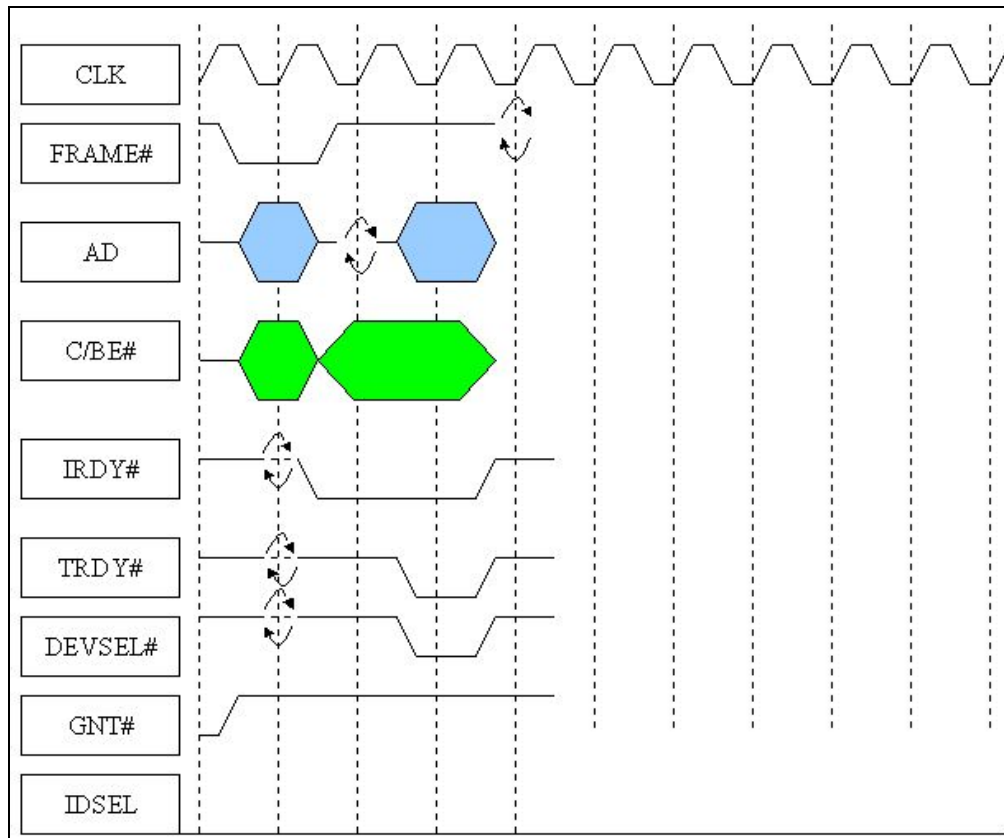 CLK
FRAME#
AD
C/BE#
IRDY#
TRDY#
DEVSEL#
GNT#
IDSEL